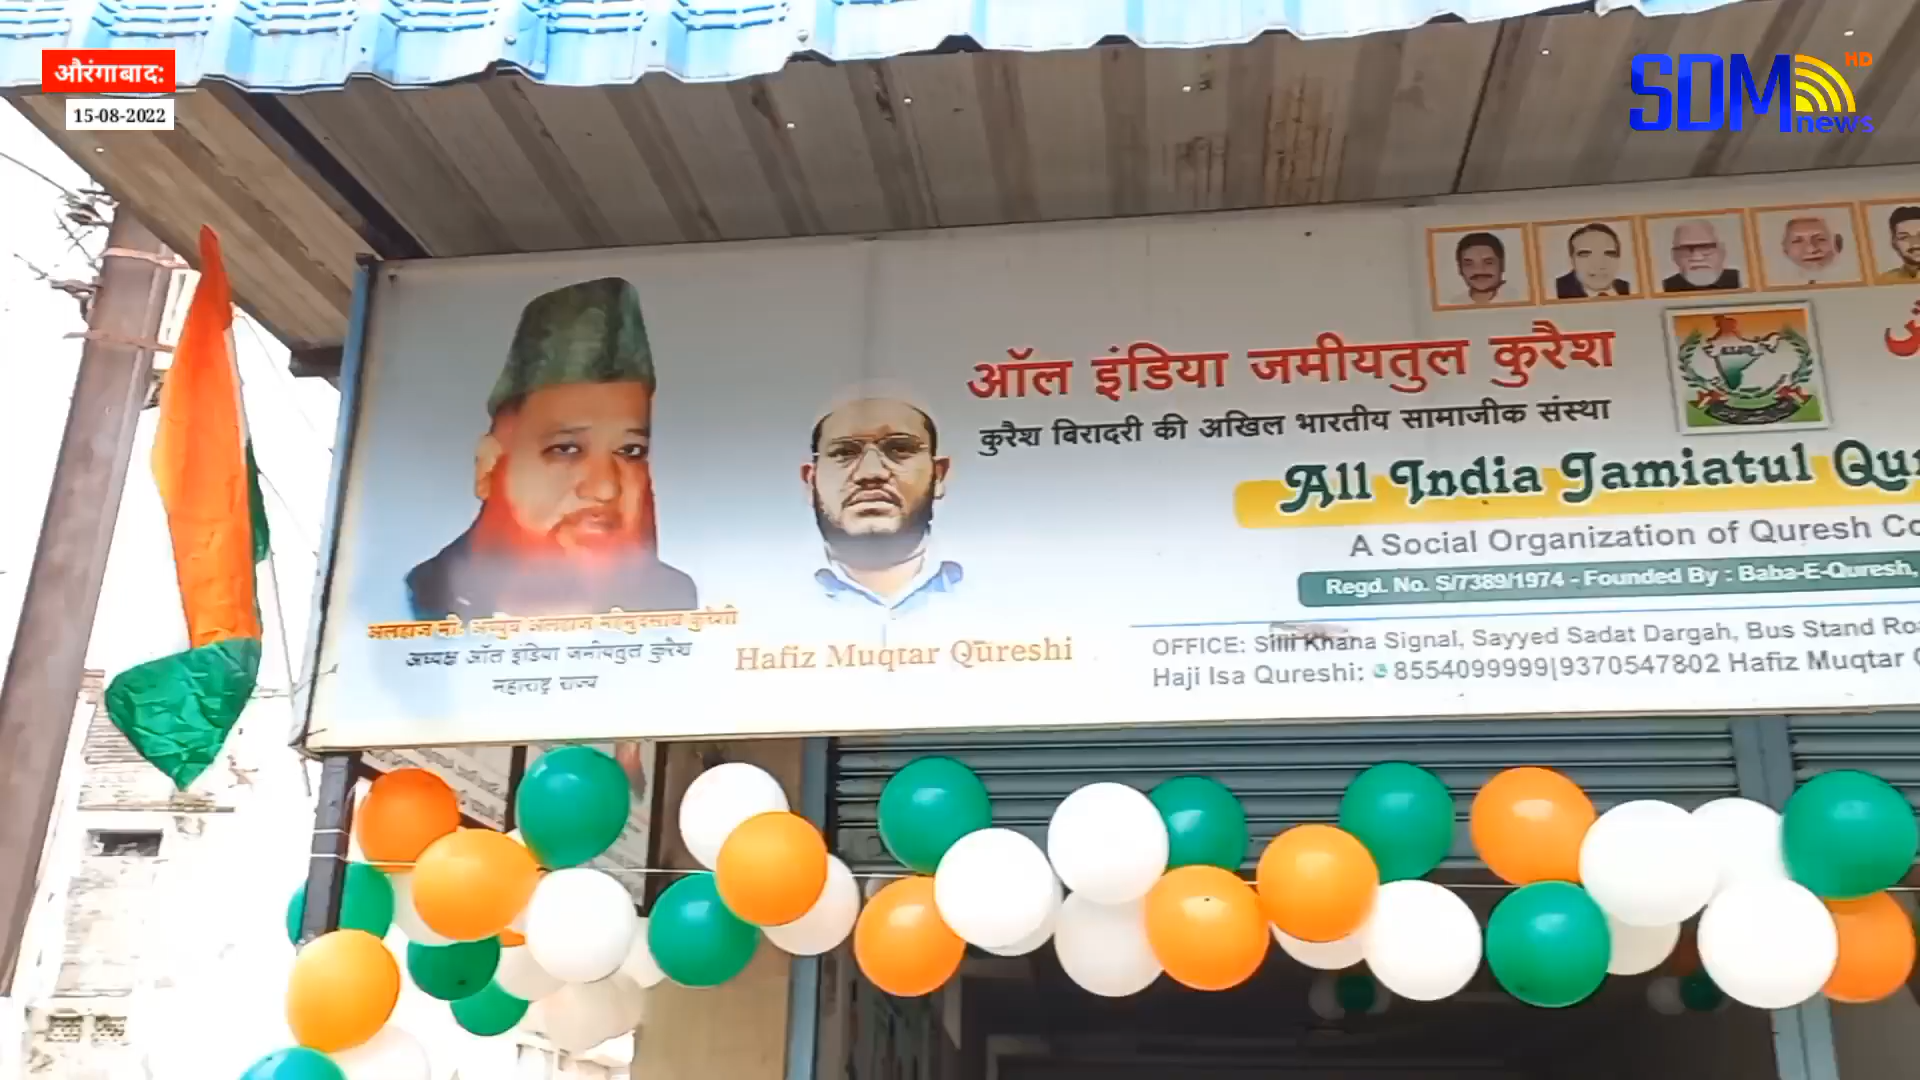 औरंगाबाद:
15-08-2022
SDM HD
news
ऑल इंडिया जमीयतुल कुरैश
कुरैश बिरादरी की अखिल भारतीय सामाजीक संस्था
All India Jamiatul Qur
A Social Organization of Quresh Co
Regd. No. S/7389/1974 - Founded By : Baba-E-Quresh,
OFFICE: Silli Khana Signal, Sayyed Sadat Dargah, Bus Stand Ro
Haji Isa Qureshi: 8554099999|9370547802 Hafiz Muqtar
अध्यक्ष ऑल इंडिया जमीयतुल कुरेश
महाराष्ट्र राज्य
Hafiz Muqtar Qureshi